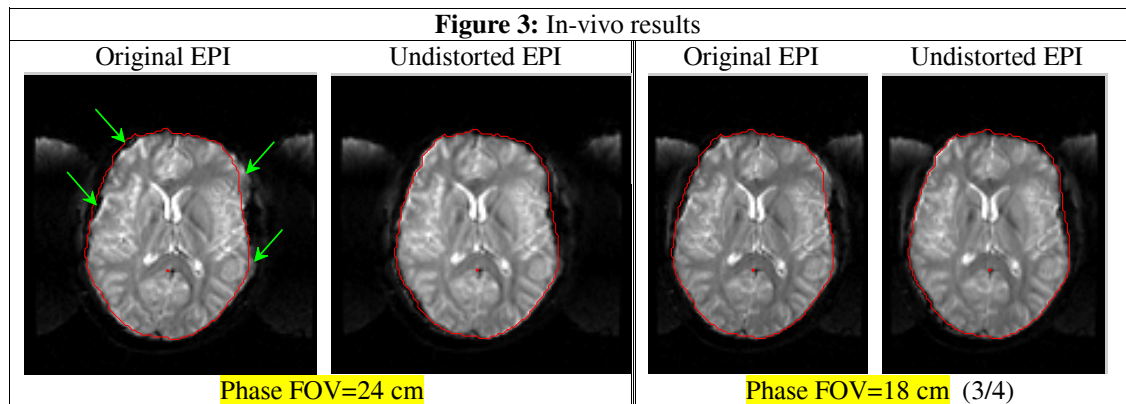 Figure 3: In-vivo results
Original EPI Undistorted EPI Original EPI Undistorted EPI
Phase FOV=24 cm Phase FOV=18 cm (3/4)